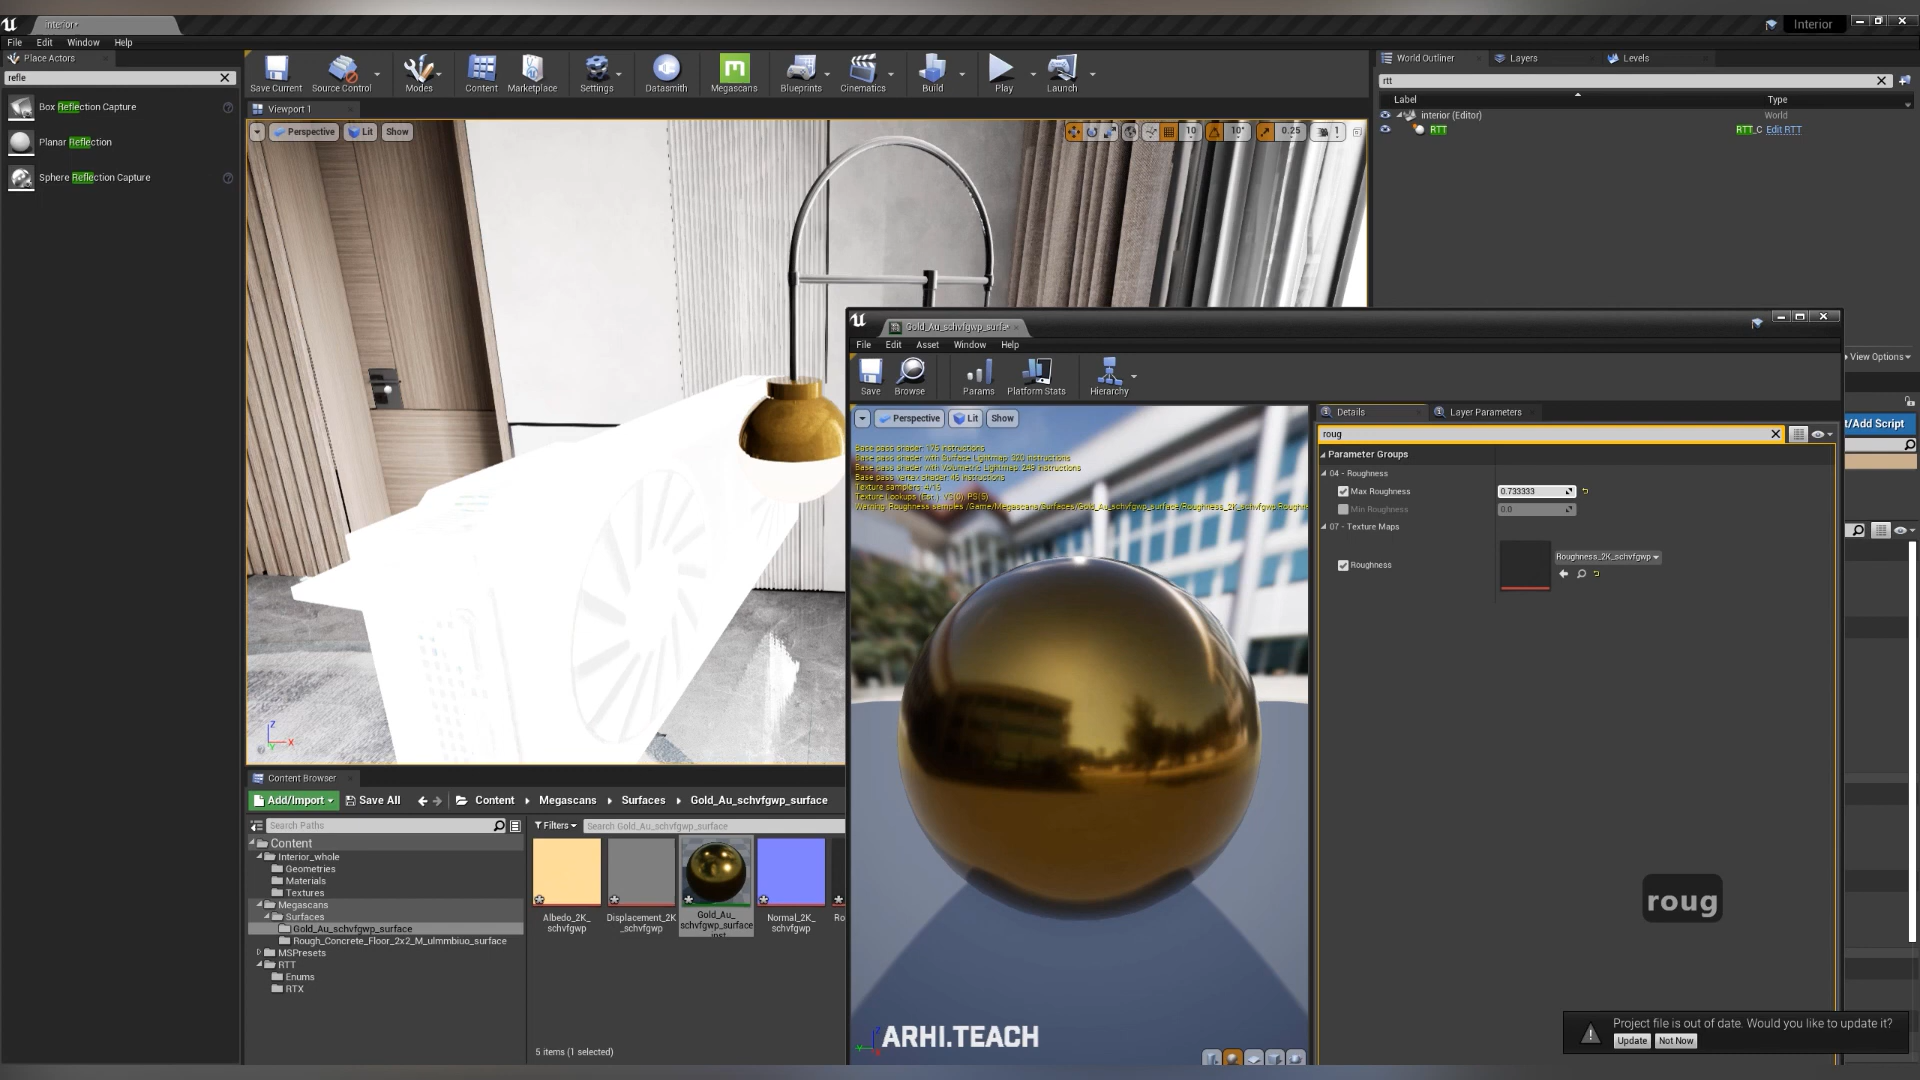 interior*
Interior
File Edit Window Help
Place Actors
refle
Box Reflection Capture
Planar Reflection
Sphere Reflection Capture
Save Current
Source Control
Modes
Content
Marketplace
Settings
Datasmith
Megascans
Blueprints
Cinematics
Build
Play
Launch
Viewport 1
Perspective
Lit
Show
10
10°
0.25
1
World Outliner
Layers
Levels
rtt
Label
Type
interior (Editor)
World
RTT
RTT_C Edit RTT
View Options
t/Add Script
Gold_Au_schvfgwp_surfa
File Edit Asset Window Help
Save
Browse
Params
Platform Stats
Hierarchy
Perspective
Lit
Show
Base pass shader with Surface Lightmap: 320 instructions
Base pass shader with Volumetric Lightmap: 249 instructions
Base pass vertex shader: 46 instructions
Texture samplers: 4/16
Texture Lookups (Est.): VS(0), PS(5)
Warning: Roughness samples /Game/Megascans/Surfaces/Gold_Au_schvfgwp_surface/Roughness_2K_schvfgwp.Roughn
Details
Layer Parameters
roug
Parameter Groups
04 - Roughness
Max Roughness
0.733333
Min Roughness
0.0
07 - Texture Maps
Roughness
Roughness_2K_schvfgwp
roug
ARHI.TEACH
Z
X
Y
Content Browser
Add/Import
Save All
Content
Megascans
Surfaces
Gold_Au_schvfgwp_surface
Search Paths
Filters
Search Gold_Au_schvfgwp_surface
Content
Interior_whole
Geometries
Materials
Textures
Megascans
Surfaces
Gold_Au_schvfgwp_surface
Rough_Concrete_Floor_2x2_M_ulmmbiuo_surface
MSPresets
RTT
Enums
RTX
Albedo_2K_
schvfgwp
Displacement_2K
_schvfgwp
Gold_Au_
schvfgwp_surface
inst
Normal_2K_
schvfgwp
Ro
5 items (1 selected)
Project file is out of date. Would you like to update it?
Update
Not Now